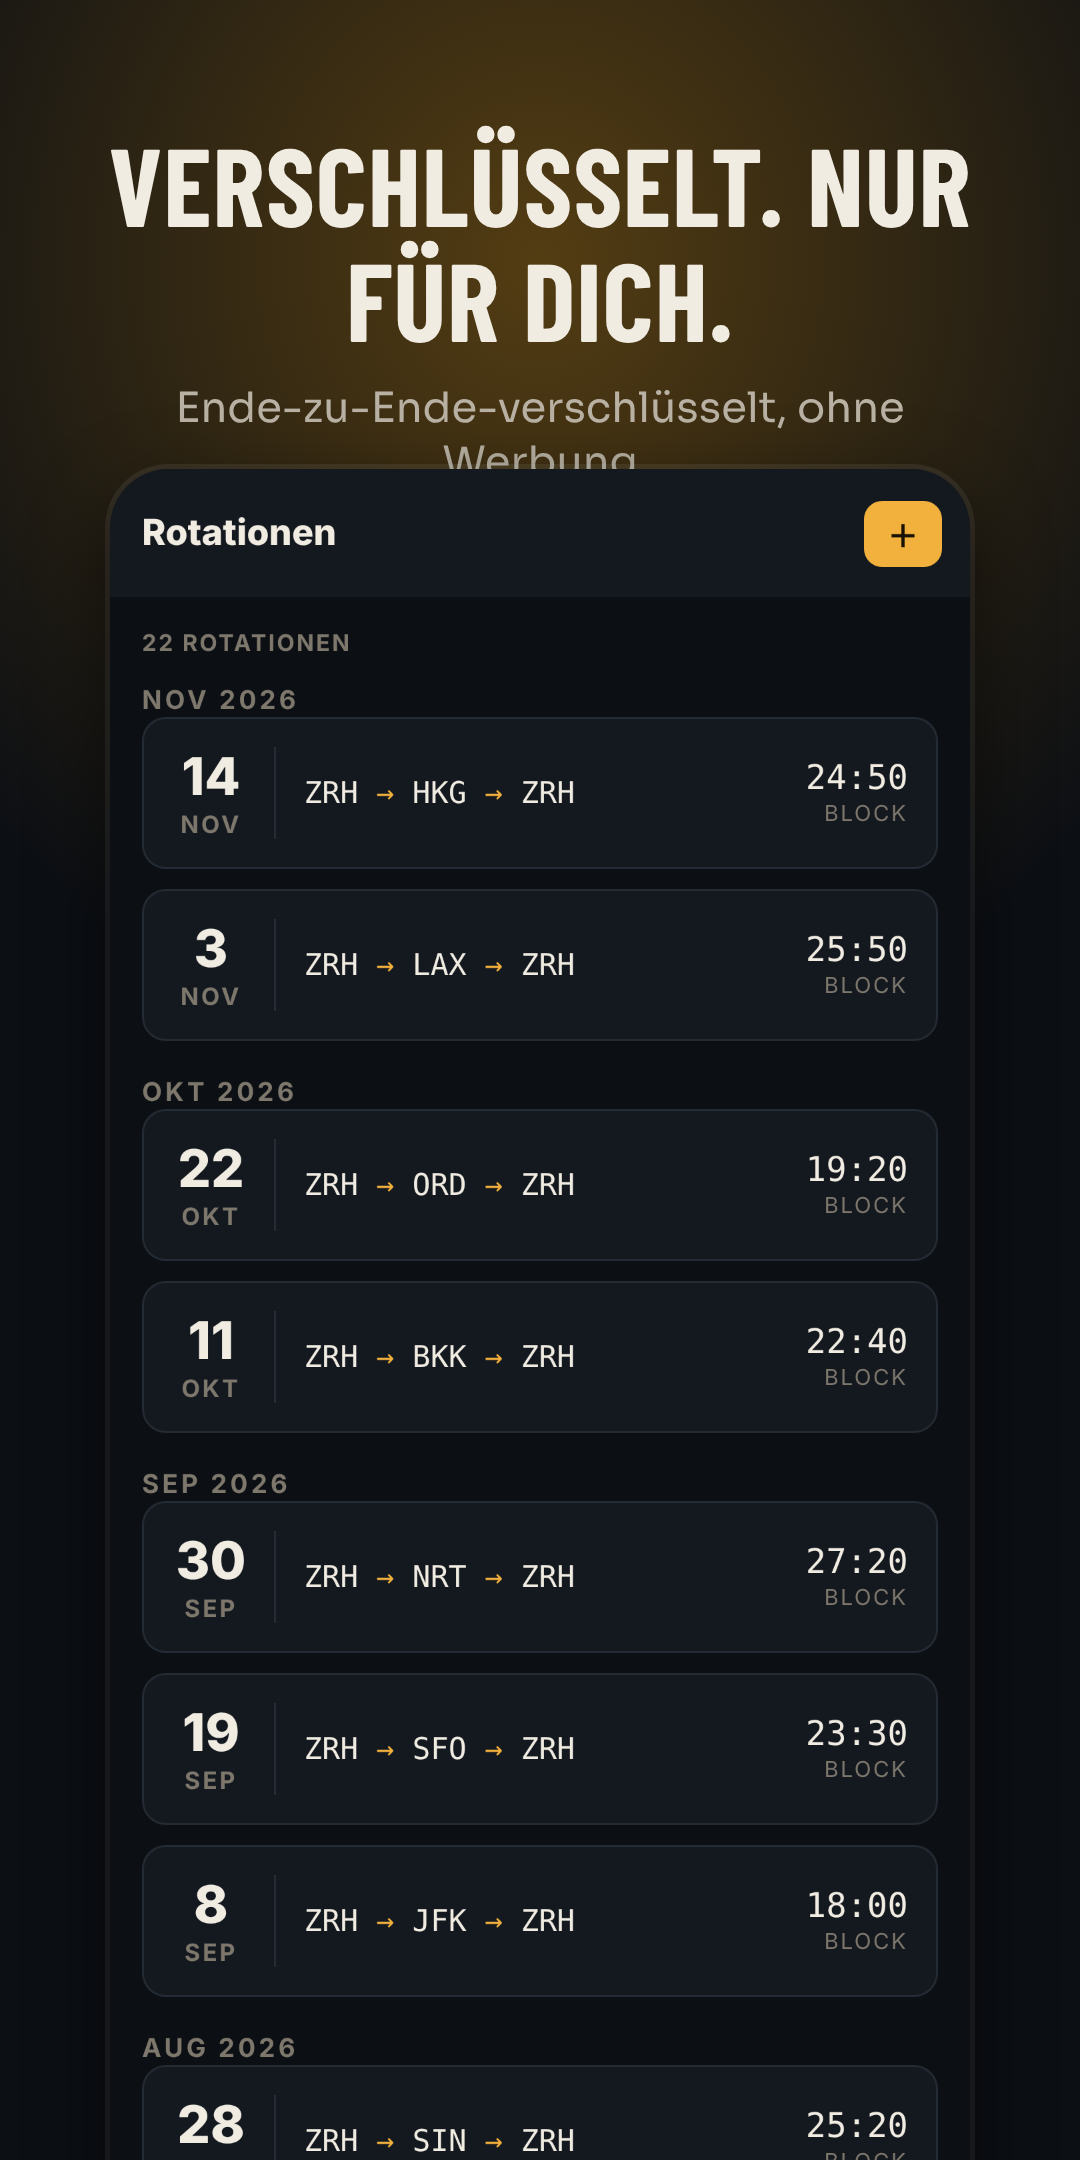 VERSCHLÜSSELT. NUR
FÜR DICH.
Ende-zu-Ende-verschlüsselt, ohne
Werbung
Rotationen
+
22 ROTATIONEN
NOV 2026
14
NOV
ZRH → HKG → ZRH
24:50
BLOCK
3
NOV
ZRH → LAX → ZRH
25:50
BLOCK
OKT 2026
22
OKT
ZRH → ORD → ZRH
19:20
BLOCK
11
OKT
ZRH → BKK → ZRH
22:40
BLOCK
SEP 2026
30
SEP
ZRH → NRT → ZRH
27:20
BLOCK
19
SEP
ZRH → SFO → ZRH
23:30
BLOCK
8
SEP
ZRH → JFK → ZRH
18:00
BLOCK
AUG 2026
28
ZRH → SIN → ZRH
25:20
BLOCK